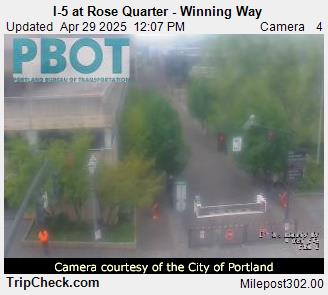 I-5 at Rose Quarter - Winning Way
Updated Apr 29 2025 12:07 PM Camera 4
PBOT
PORTLAND BUREAU OF TRANSPORTATION
Camera courtesy of the City of Portland
TripCheck.com Milepost302.00